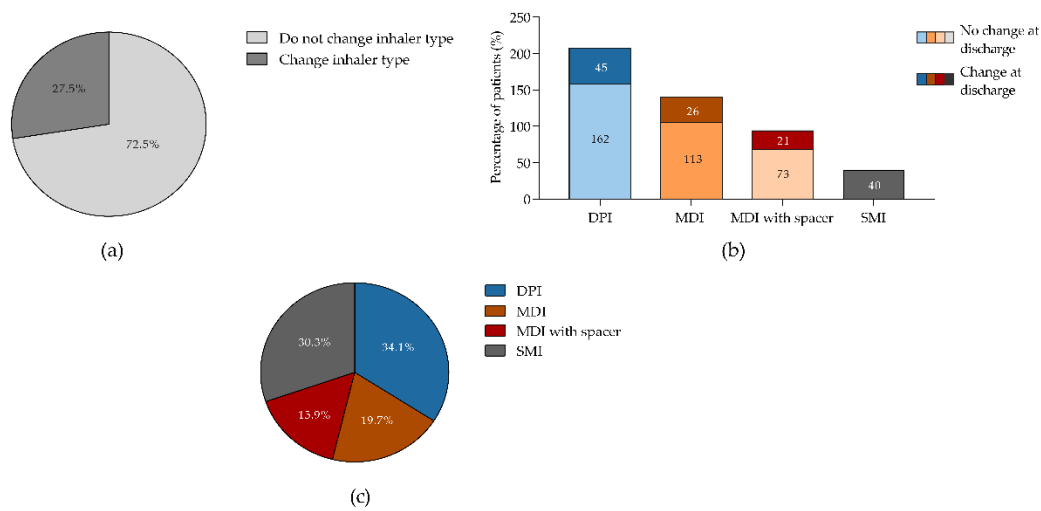 Do not change inhaler type
Change inhaler type
27.5%
72.5%
(a)
Percentage of patients (%)
250
200
150
100
50
0
45
162
26
113
21
73
40
DPI
MDI
MDI with spacer
SMI
No change at
discharge
Change at
discharge
(b)
DPI
MDI
MDI with spacer
SMI
30.3%
34.1%
15.9%
19.7%
(c)